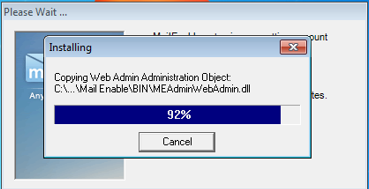 Please Wait ...
Installing
Copying Web Admin Administration Object:
C:\...\Mail Enable\BIN\MEAdminWebAdmin.dll
92%
Cancel